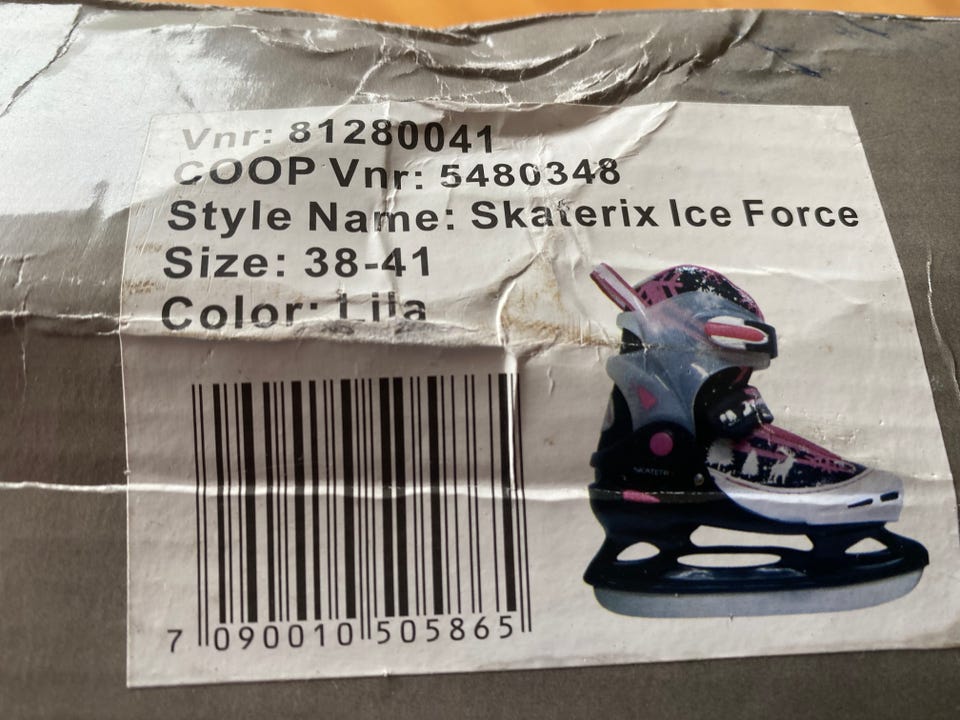 Vnr: 81280041
COOP Vnr: 5480348
Style Name: Skaterix Ice Force
Size: 38-41
Color: Lila
7 090010 505865